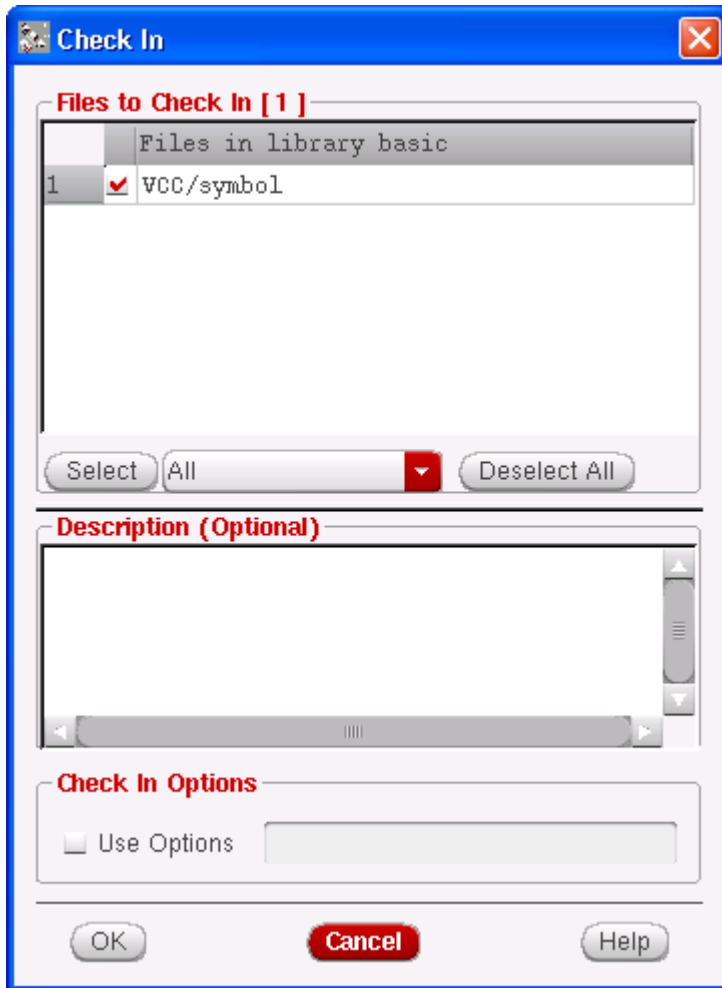 Check In
Files to Check In [ 1 ]
Files in library basic
1 VCC/symbol
Select All Deselect All
Description (Optional)
Check In Options
Use Options
OK Cancel Help